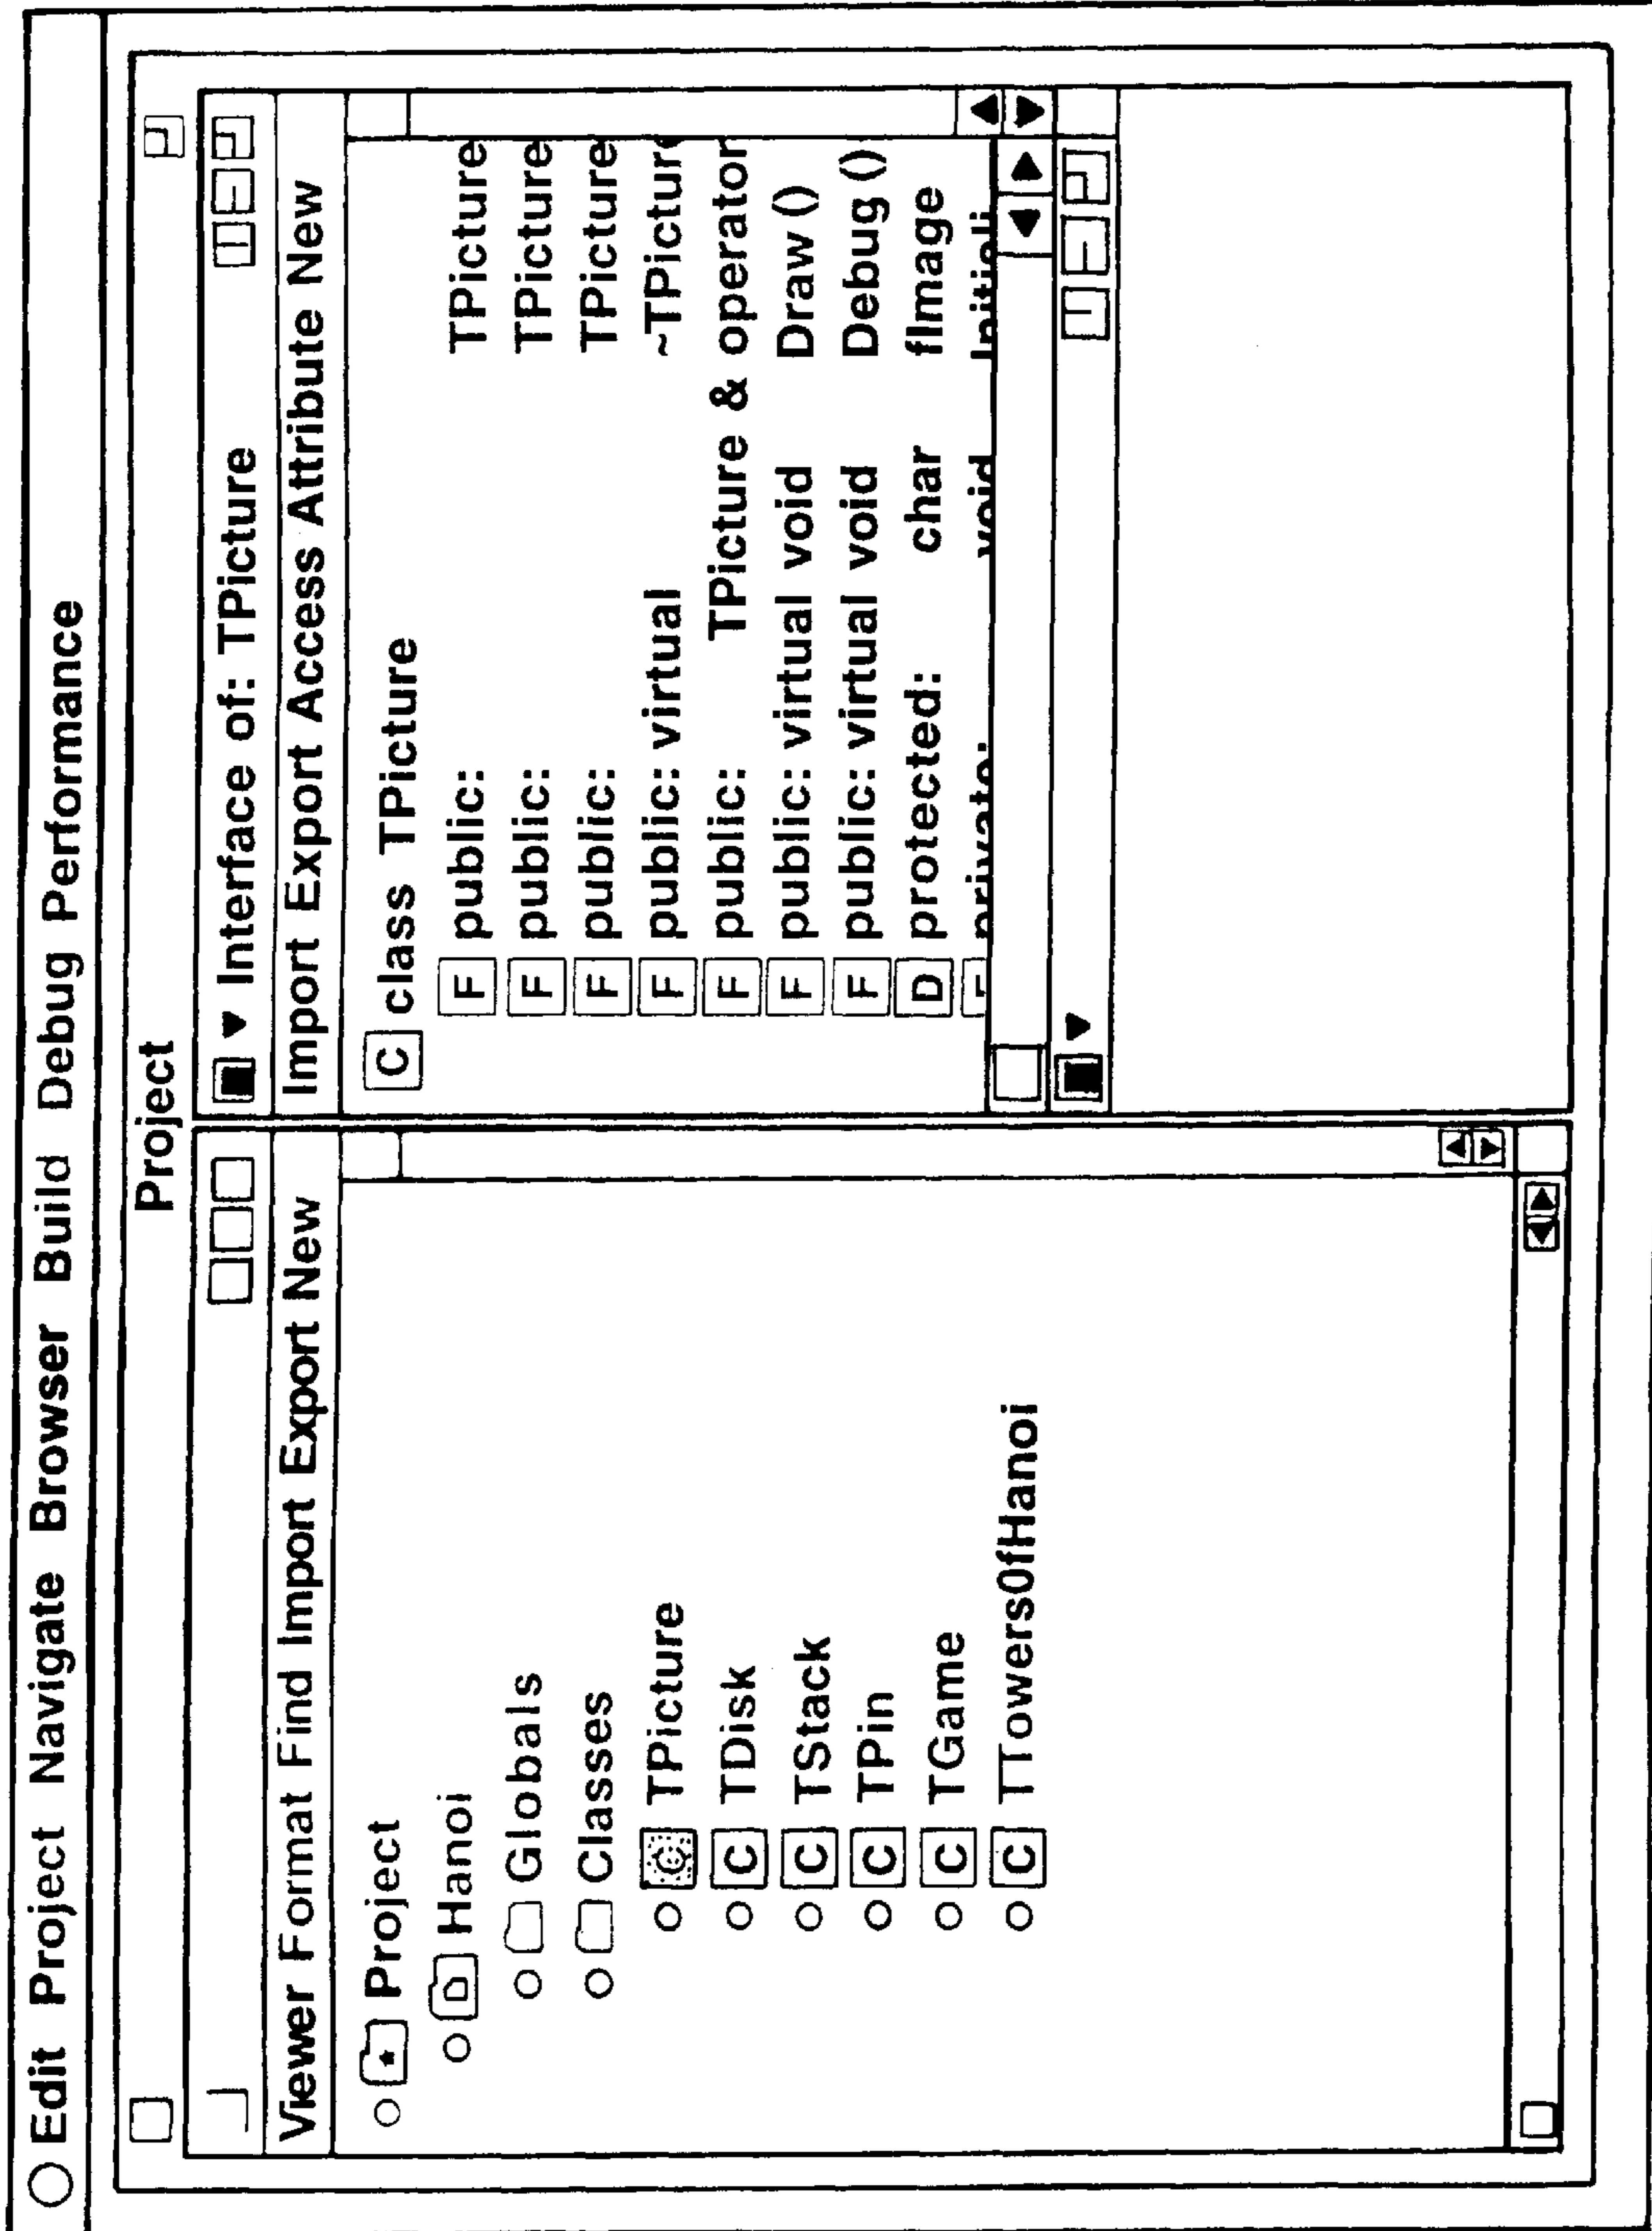 Edit Project Navigate Browser Build Debug Performance
Project
Viewer Format Find Import Export New
Project
Hanoi
Globals
Classes
C TPicture
C TDisk
C TStack
C TPin
C TGame
C TTowers0fHanoi
Interface of: TPicture
Import Export Access Attribute New
C class TPicture
F public: TPicture
F public: TPicture
F public: TPicture
F public: virtual ~TPicture
F public: TPicture & operator
F public: virtual void Draw ()
F public: virtual void Debug ()
D protected: char fImage
F private: void Initiali